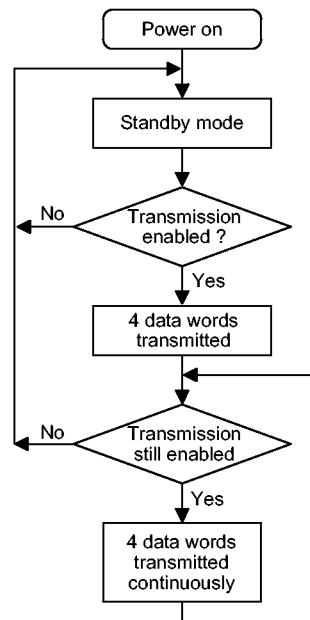 Power on
Standby mode
Transmission
enabled ?
No
Yes
4 data words
transmitted
Transmission
still enabled
No
Yes
4 data words
transmitted
continuously